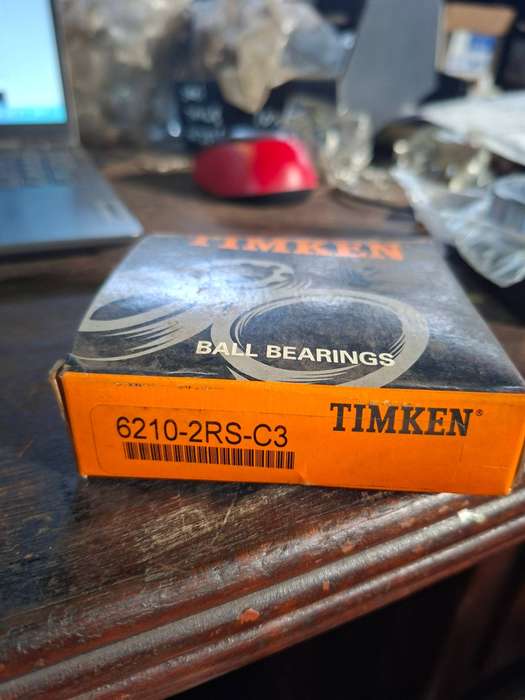 TIMKEN
BALL BEARINGS
TIMKEN®
6210-2RS-C3